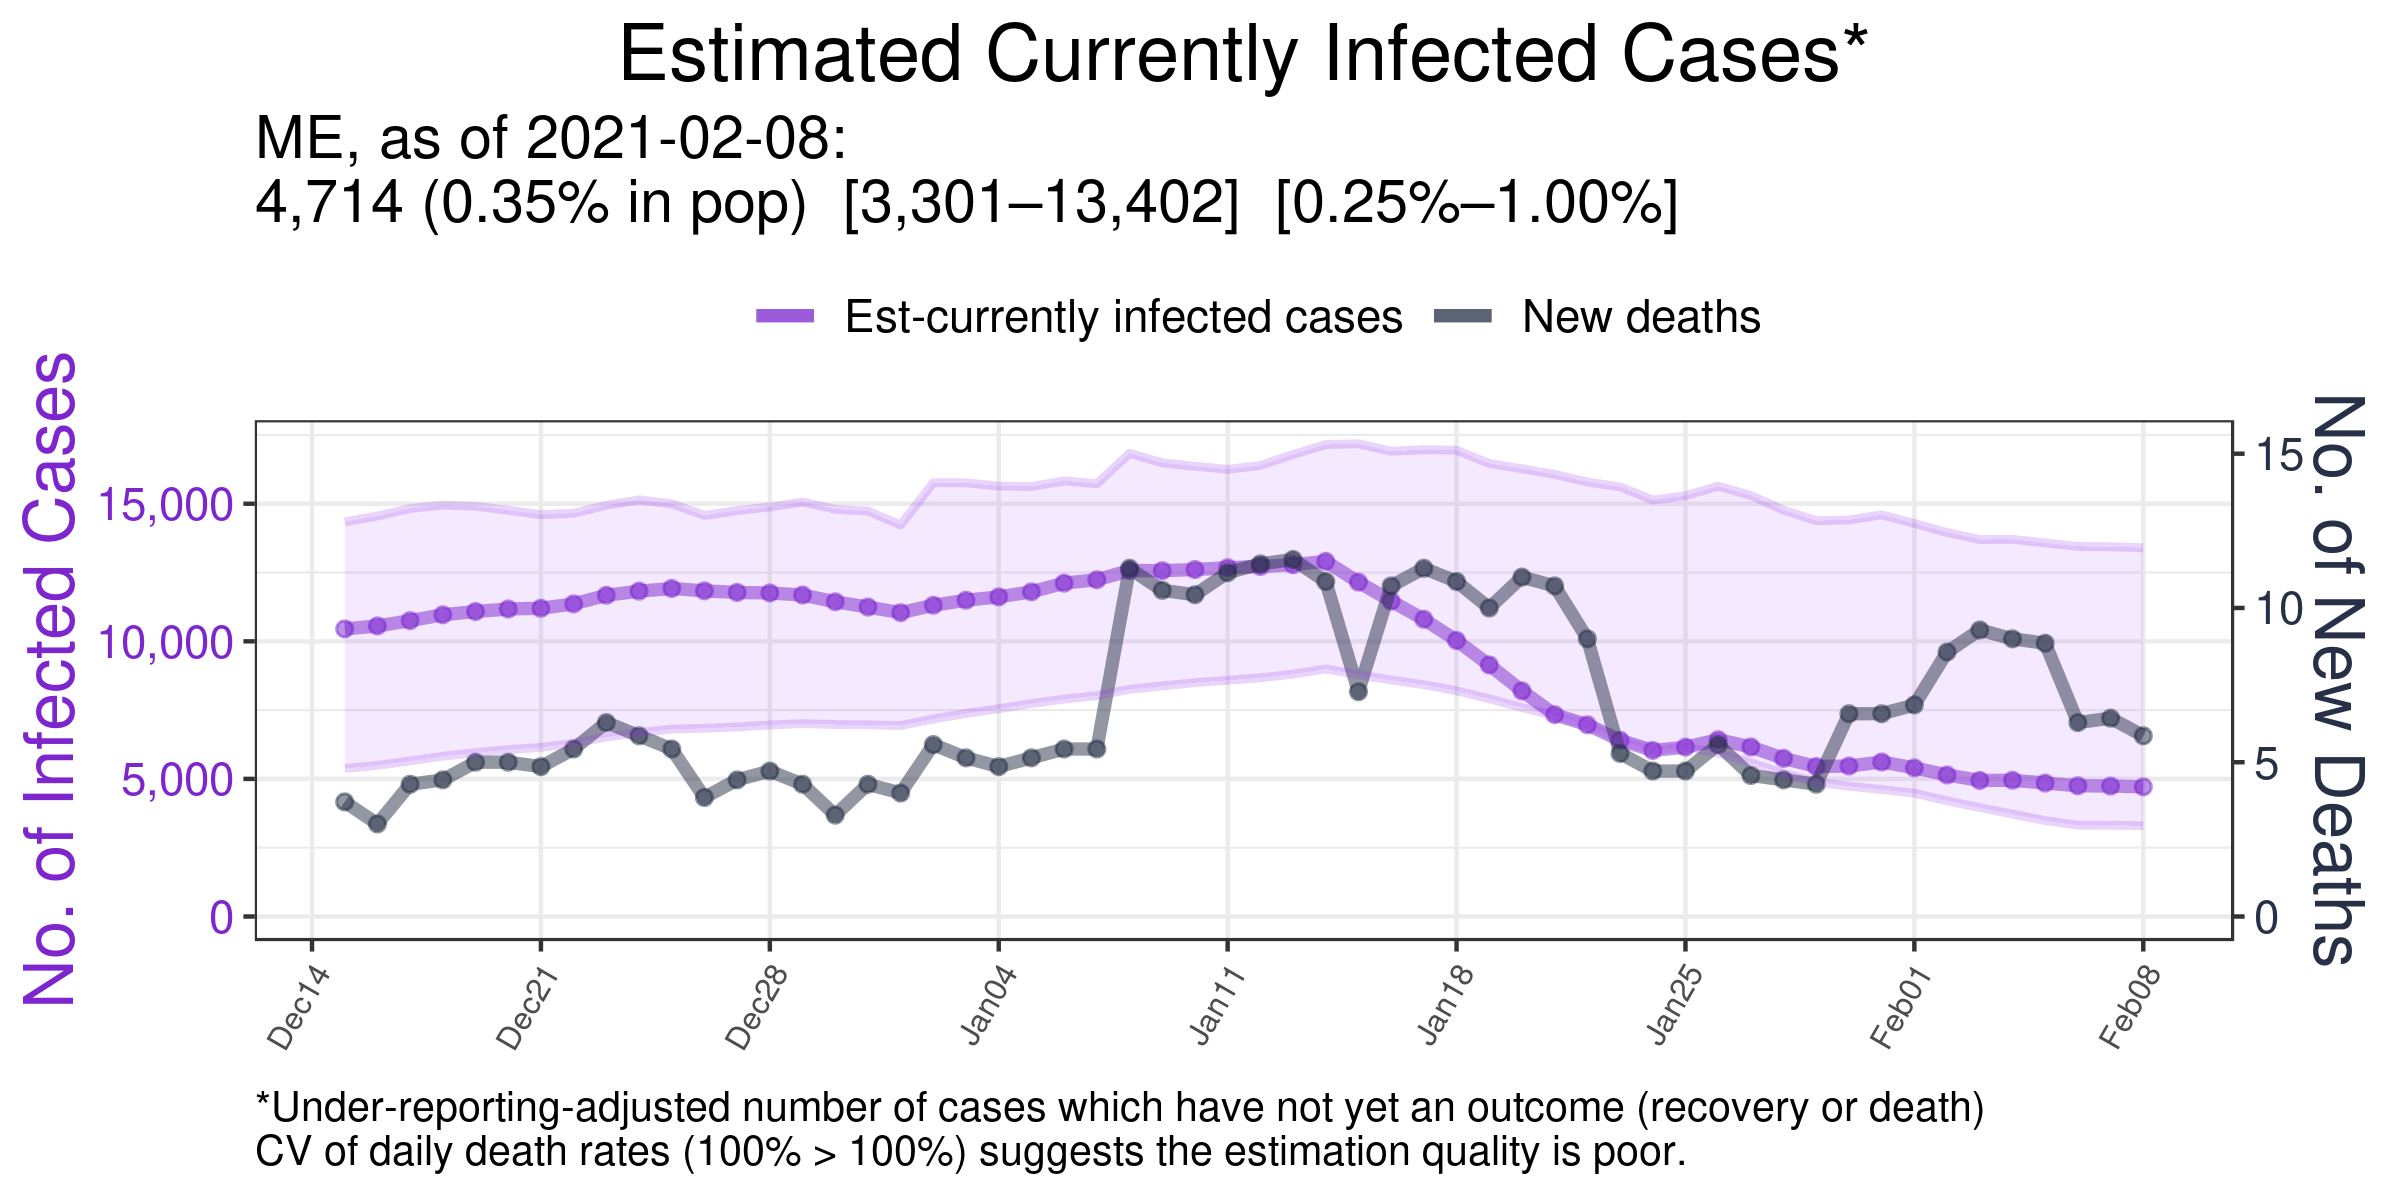 Estimated Currently Infected Cases*
ME, as of 2021-02-08:
4,714 (0.35% in pop) [3,301–13,402] [0.25%–1.00%]
Est-currently infected cases New deaths
No. of Infected Cases
15,000
10,000
5,000
0
15
10
5
0
No. of New Deaths
Dec14 Dec21 Dec28 Jan04 Jan11 Jan18 Jan25 Feb01 Feb08
*Under-reporting-adjusted number of cases which have not yet an outcome (recovery or death)
CV of daily death rates (100% > 100%) suggests the estimation quality is poor.